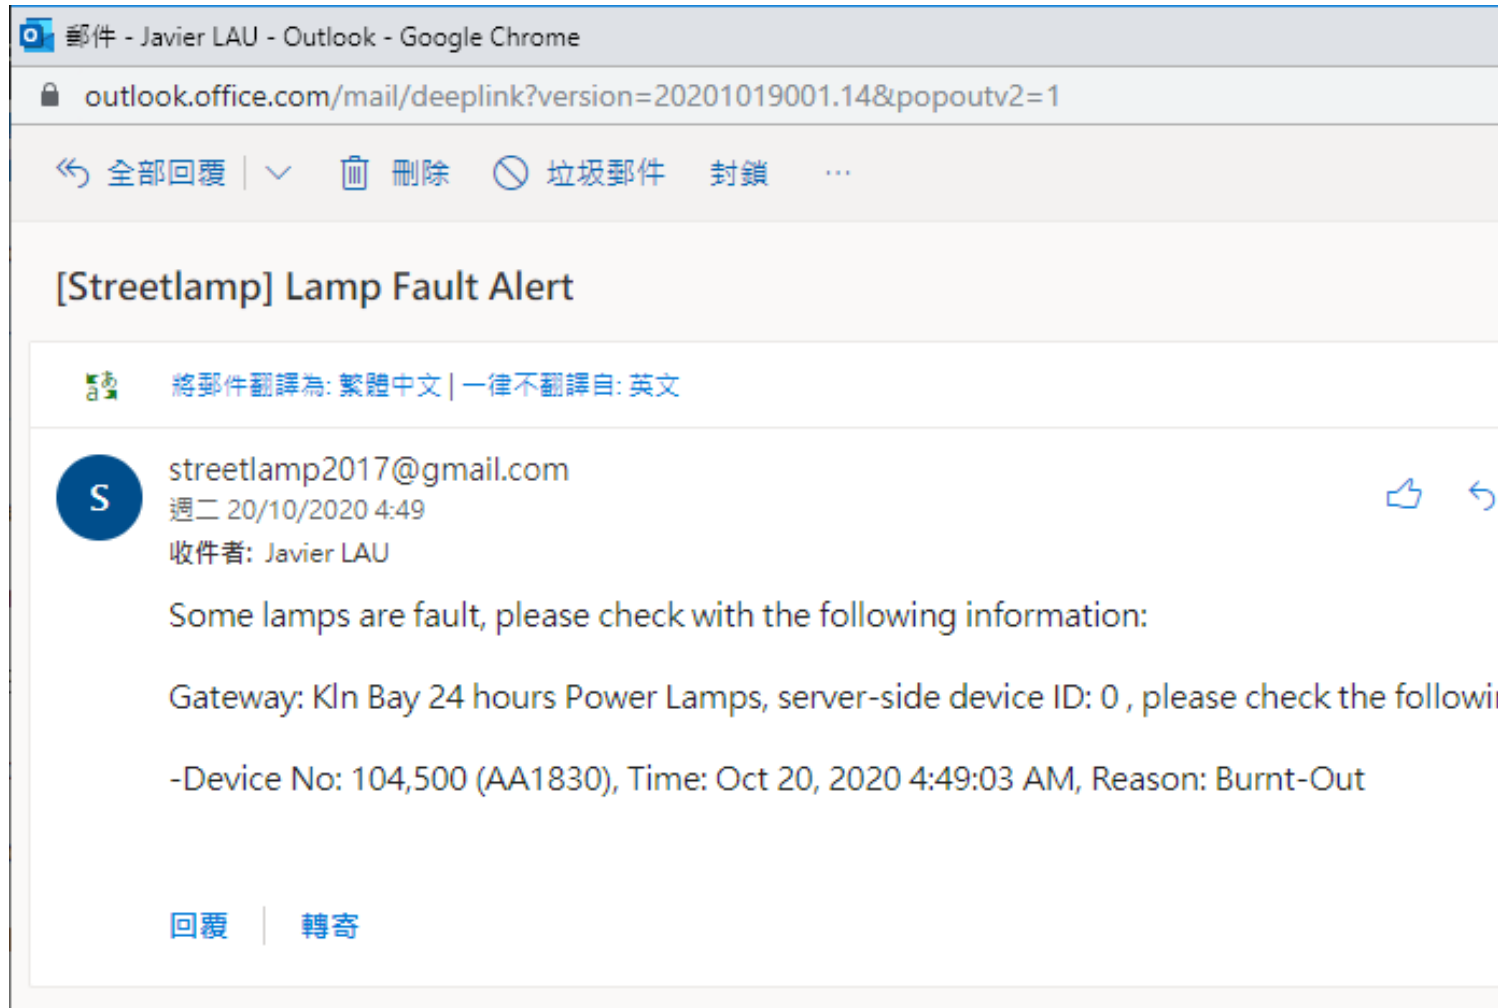 郵件 - Javier LAU - Outlook - Google Chrome
outlook.office.com/mail/deeplink?version=20201019001.14&popoutv2=1
全部回覆 刪除 垃圾郵件 封鎖 ...
[Streetlamp] Lamp Fault Alert
將郵件翻譯為: 繁體中文 | 一律不翻譯自: 英文
S
streetlamp2017@gmail.com
週二 20/10/2020 4:49
收件者: Javier LAU
Some lamps are fault, please check with the following information:
Gateway: Kln Bay 24 hours Power Lamps, server-side device ID: 0 , please check the followi
-Device No: 104,500 (AA1830), Time: Oct 20, 2020 4:49:03 AM, Reason: Burnt-Out
回覆 轉寄